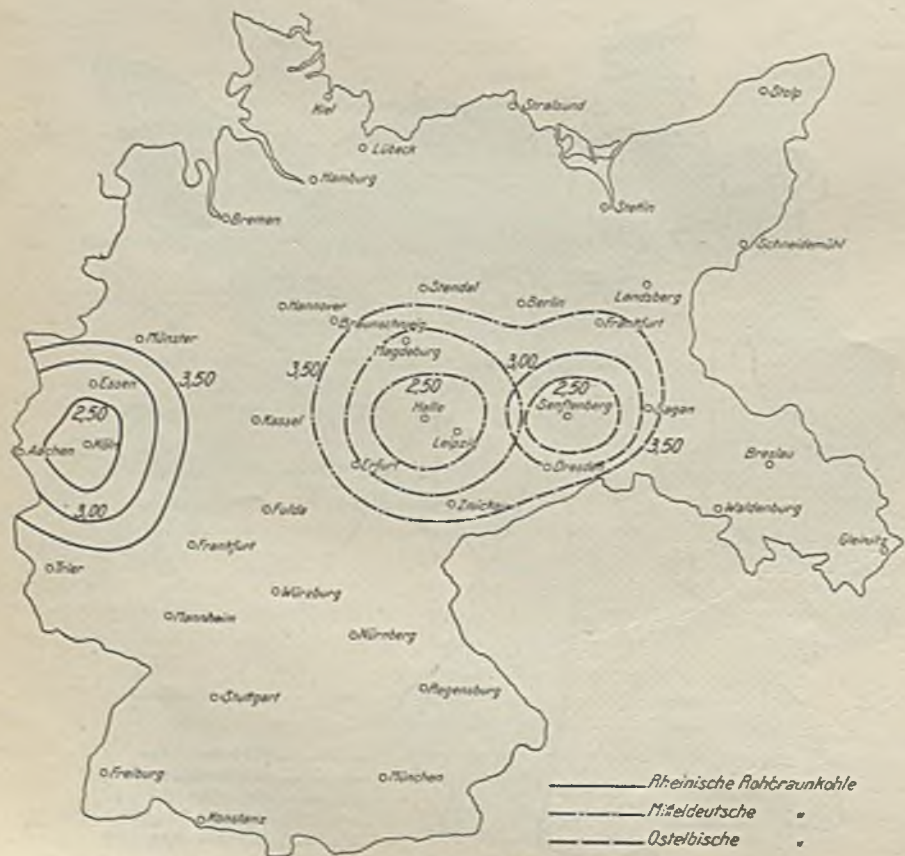 Kiel
Stralsund
Stolp
Lübeck
Hamburg
Stettin
Bremen
Schneidemühl
Stendal
Landsberg
Hannover
Berlin
Braunschweig
Frankfurt
Münster
Magdeburg
3,50
3,50
3,00
Essen
2,50
2,50
2,50
Kassel
Halle
Senftenberg
Sagan
Aachen
Köln
Leipzig
3,50
Erfurt
Dresden
Breslau
3,00
Fulda
Zwickau
Waldenburg
Frankfurt
Gleiwitz
Trier
Würzburg
Mannheim
Nürnberg
Stuttgart
Regensburg
Freiburg
München
Rheinische Rohbraunkohle
Konstanz
Mitteldeutsche "
Ostelbische "